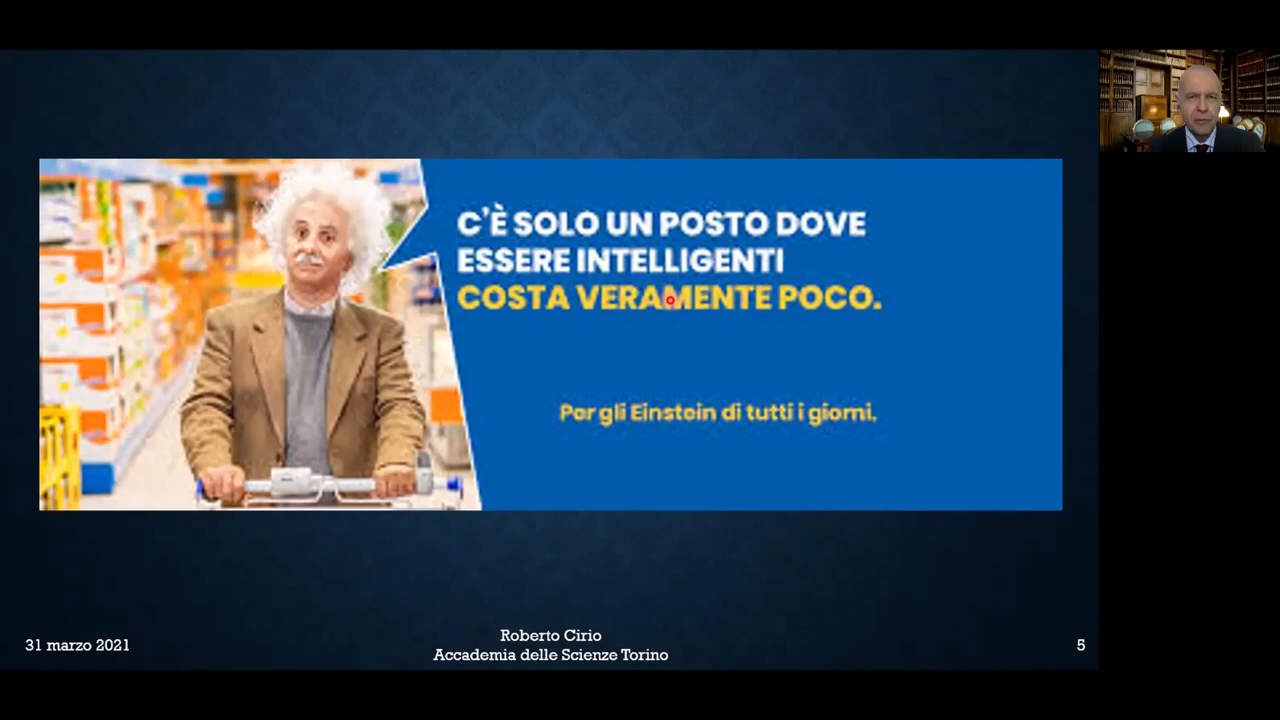 C'È SOLO UN POSTO DOVE
ESSERE INTELLIGENTI
COSTA VERAMENTE POCO.
Per gli Einstein di tutti i giorni.
31 marzo 2021
Roberto Cirio
Accademia delle Scienze Torino
5